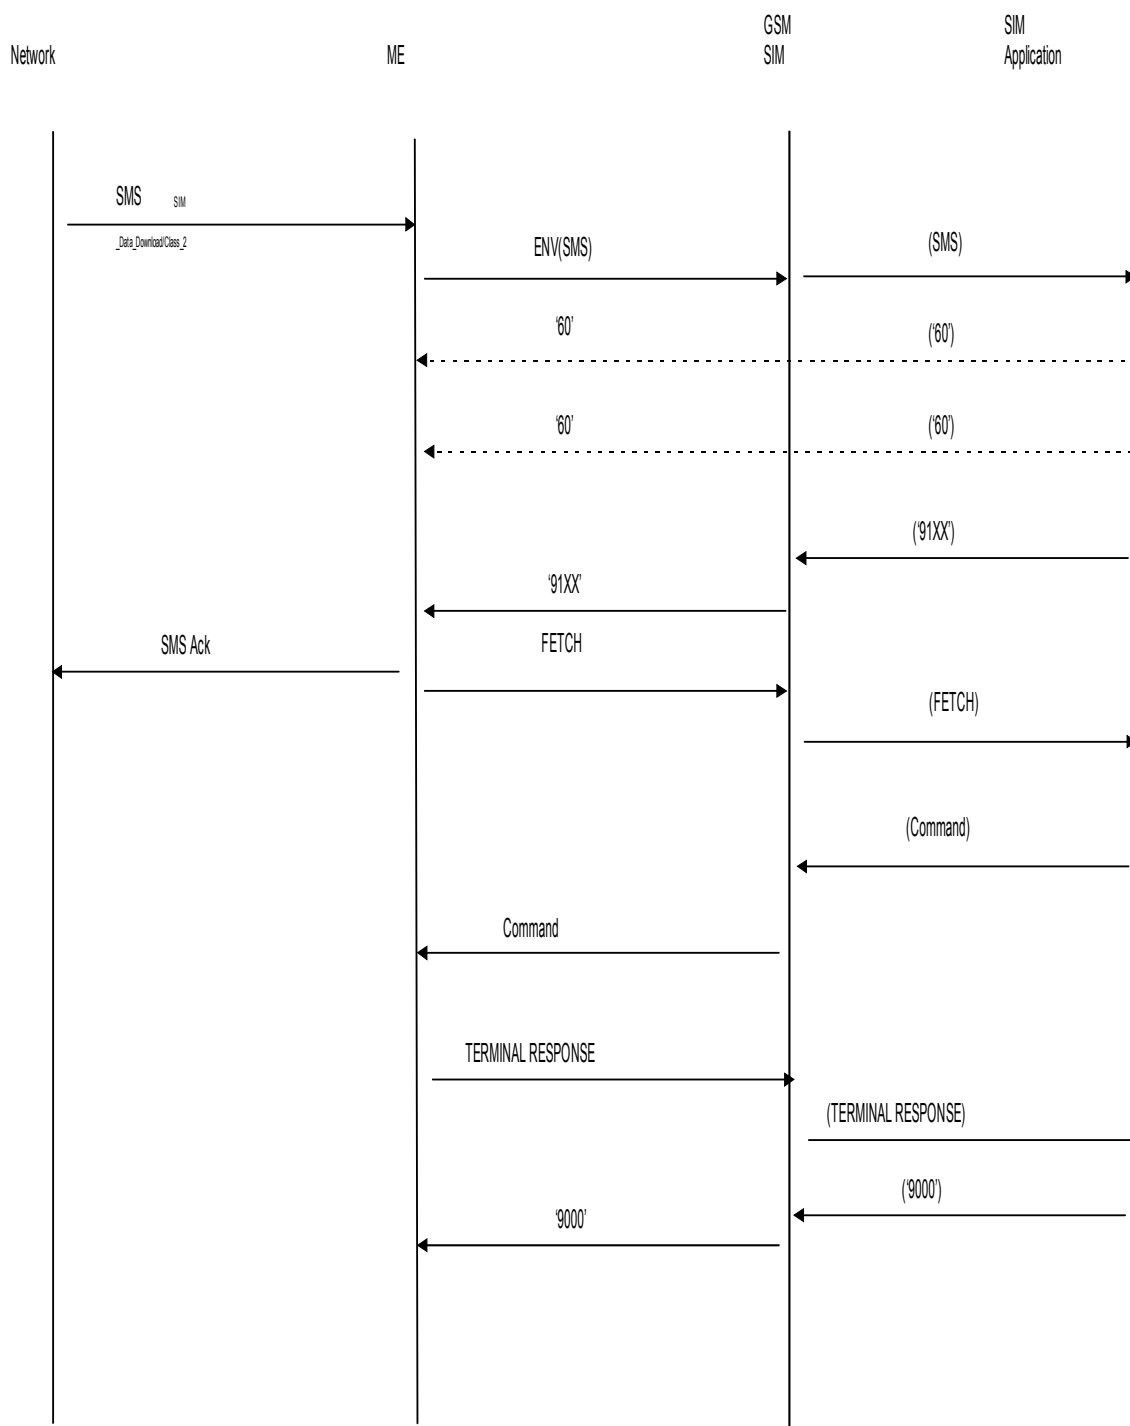 GSM
SIM
SIM
Application
Network
ME
SMS SIM
_Data_Download/Class_2
ENV(SMS)
(SMS)
‘60’
(‘60’)
‘60’
(‘60’)
(‘91XX’)
‘91XX’
SMS Ack
FETCH
(FETCH)
(Command)
Command
TERMINAL RESPONSE
(TERMINAL RESPONSE)
(‘9000’)
‘9000’